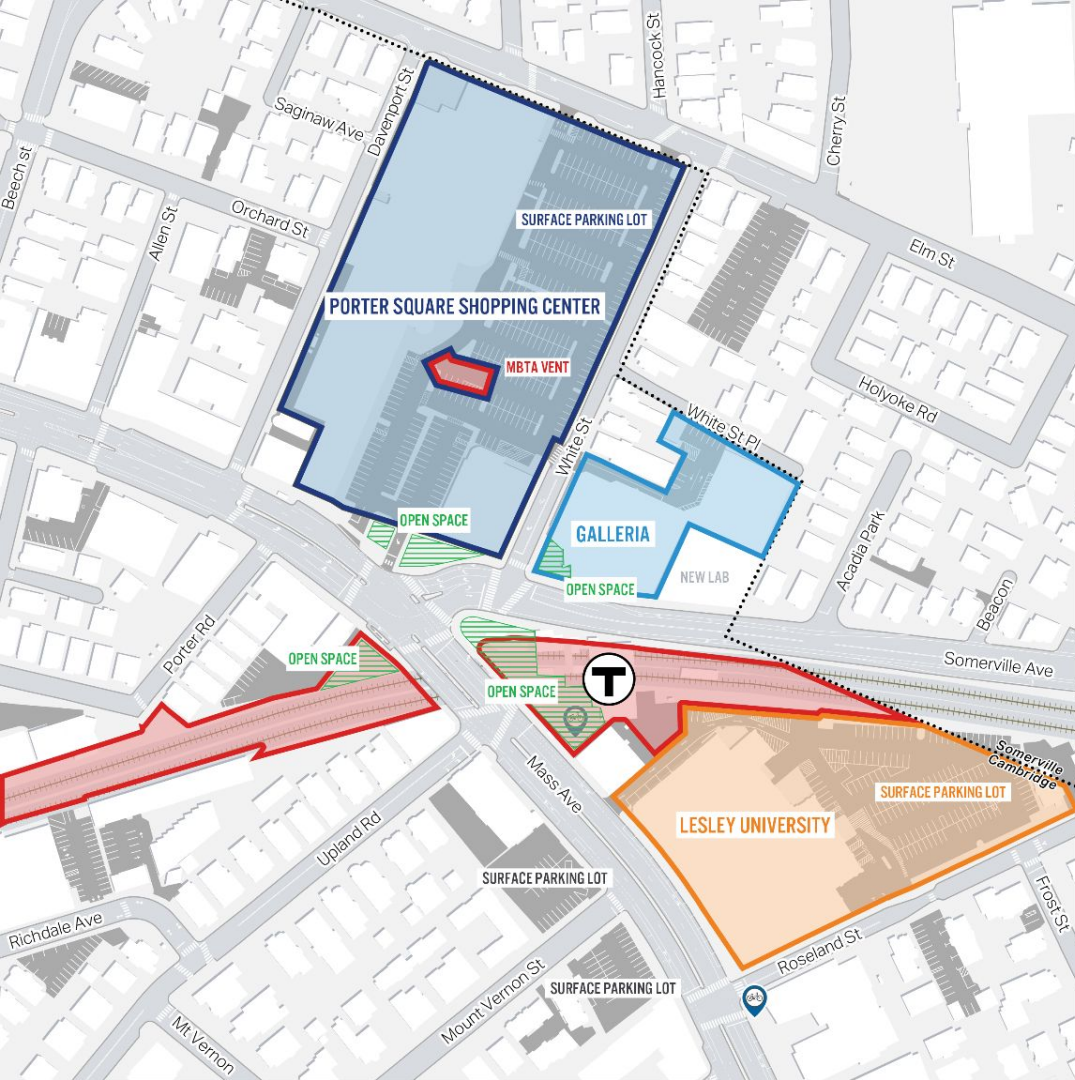 Hancock St
Davenport St
Saginaw Ave
Cherry St
Beech st
Allen St
Orchard St
SURFACE PARKING LOT
Elm St
PORTER SQUARE SHOPPING CENTER
MBTA VENT
Holyoke Rd
White St Pl
White St
OPEN SPACE
GALLERIA
Acadia Park
NEW LAB
OPEN SPACE
Beacon
Porter Rd
OPEN SPACE
Somerville Ave
T
OPEN SPACE
Somerville
Cambridge
Mass Ave
SURFACE PARKING LOT
LESLEY UNIVERSITY
Upland Rd
SURFACE PARKING LOT
Frost St
Richdale Ave
Roseland St
Mount Vernon St
SURFACE PARKING LOT
Mt Vernon